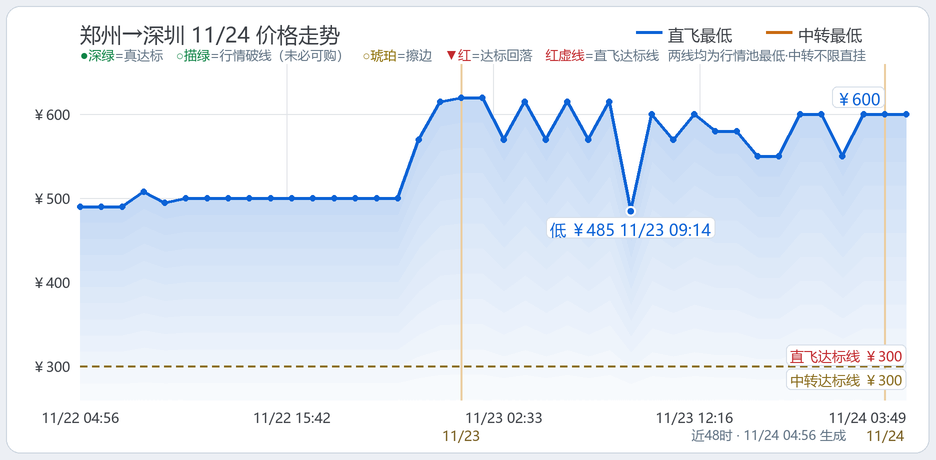 郑州→深圳 11/24 价格走势
直飞最低 中转最低
●深绿=真达标 ○描绿=行情破线（未必可购） ○琥珀=擦边 ▼红=达标回落 红虚线=直飞达标线 两线均为行情池最低·中转不限直挂
¥600
¥600
¥500
低 ¥485 11/23 09:14
¥400
直飞达标线 ¥300
¥300
中转达标线 ¥300
11/22 04:56 11/22 15:42 11/23 02:33 11/23 12:16 11/24 03:49
11/23 近48时 · 11/24 04:56 生成 11/24